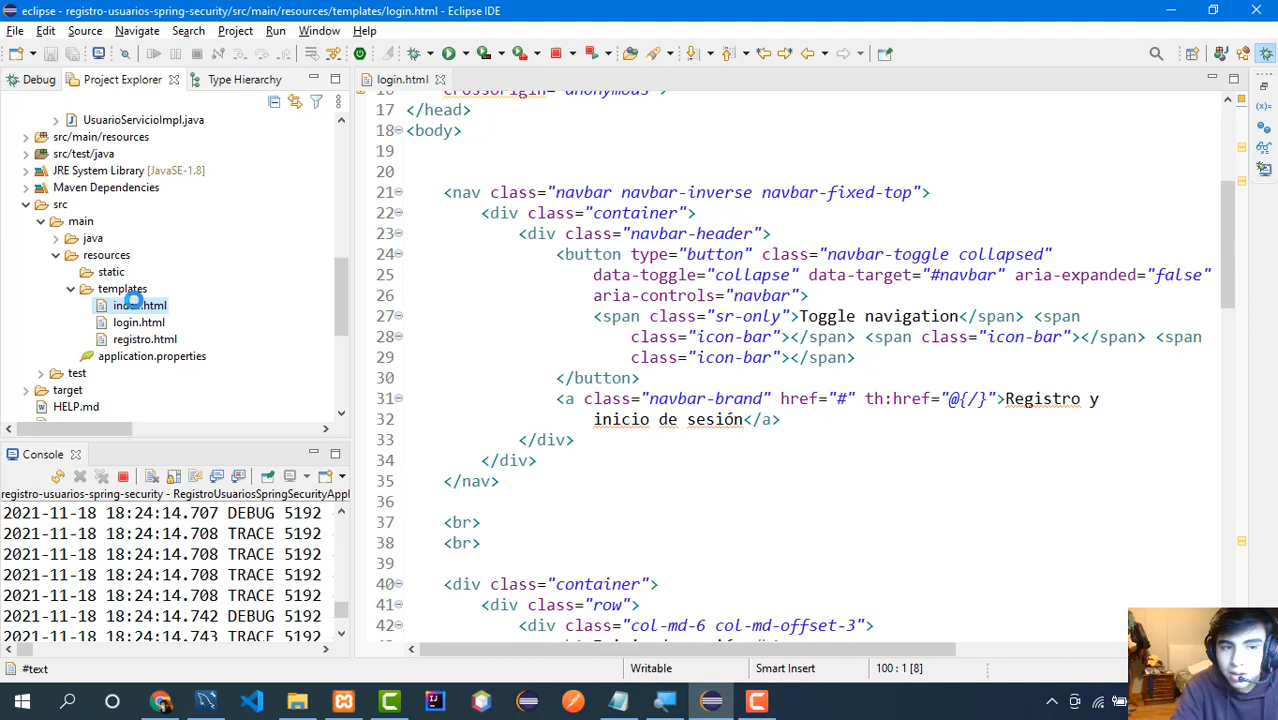 eclipse - registro-usuarios-spring-security/src/main/resources/templates/login.html - Eclipse IDE
File Edit Source Navigate Search Project Run Window Help
Debug Project Explorer Type Hierarchy
UsuarioServicioImpl.java
src/main/resources
src/test/java
JRE System Library [JavaSE-1.8]
Maven Dependencies
src
main
java
resources
static
templates
index.html
login.html
registro.html
application.properties
test
target
HELP.md
Console
registro-usuarios-spring-security - RegistroUsuariosSpringSecurityAppl
2021-11-18 18:24:14.707 DEBUG 5192
2021-11-18 18:24:14.708 TRACE 5192
2021-11-18 18:24:14.708 TRACE 5192
2021-11-18 18:24:14.708 TRACE 5192
2021-11-18 18:24:14.708 TRACE 5192
2021-11-18 18:24:14.742 DEBUG 5192
2021-11-18 18:24:14.743 TRACE 5192
login.html
16 crossorigin="anonymous"
17 </head>
18 <body>
19
20
21 <nav class="navbar navbar-inverse navbar-fixed-top">
22 <div class="container">
23 <div class="navbar-header">
24 <button type="button" class="navbar-toggle collapsed"
25 data-toggle="collapse" data-target="#navbar" aria-expanded="false"
26 aria-controls="navbar">
27 <span class="sr-only">Toggle navigation</span> <span
28 class="icon-bar"></span> <span class="icon-bar"></span> <span
29 class="icon-bar"></span>
30 </button>
31 <a class="navbar-brand" href="#" th:href="@{/}">Registro y
32 inicio de sesión</a>
33 </div>
34 </div>
35 </nav>
36
37 <br>
38 <br>
39
40 <div class="container">
41 <div class="row">
42 <div class="col-md-6 col-md-offset-3">
#text
Writable
Smart Insert
100 : 1 [8]